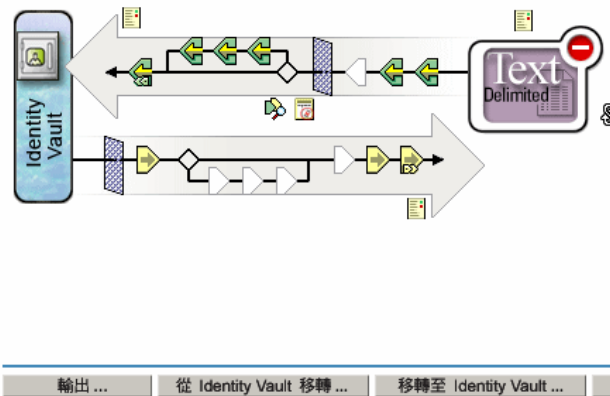 Identity
Vault
Text
Delimited
輸出 ...
從 Identity Vault 移轉 ...
移轉至 Identity Vault ...